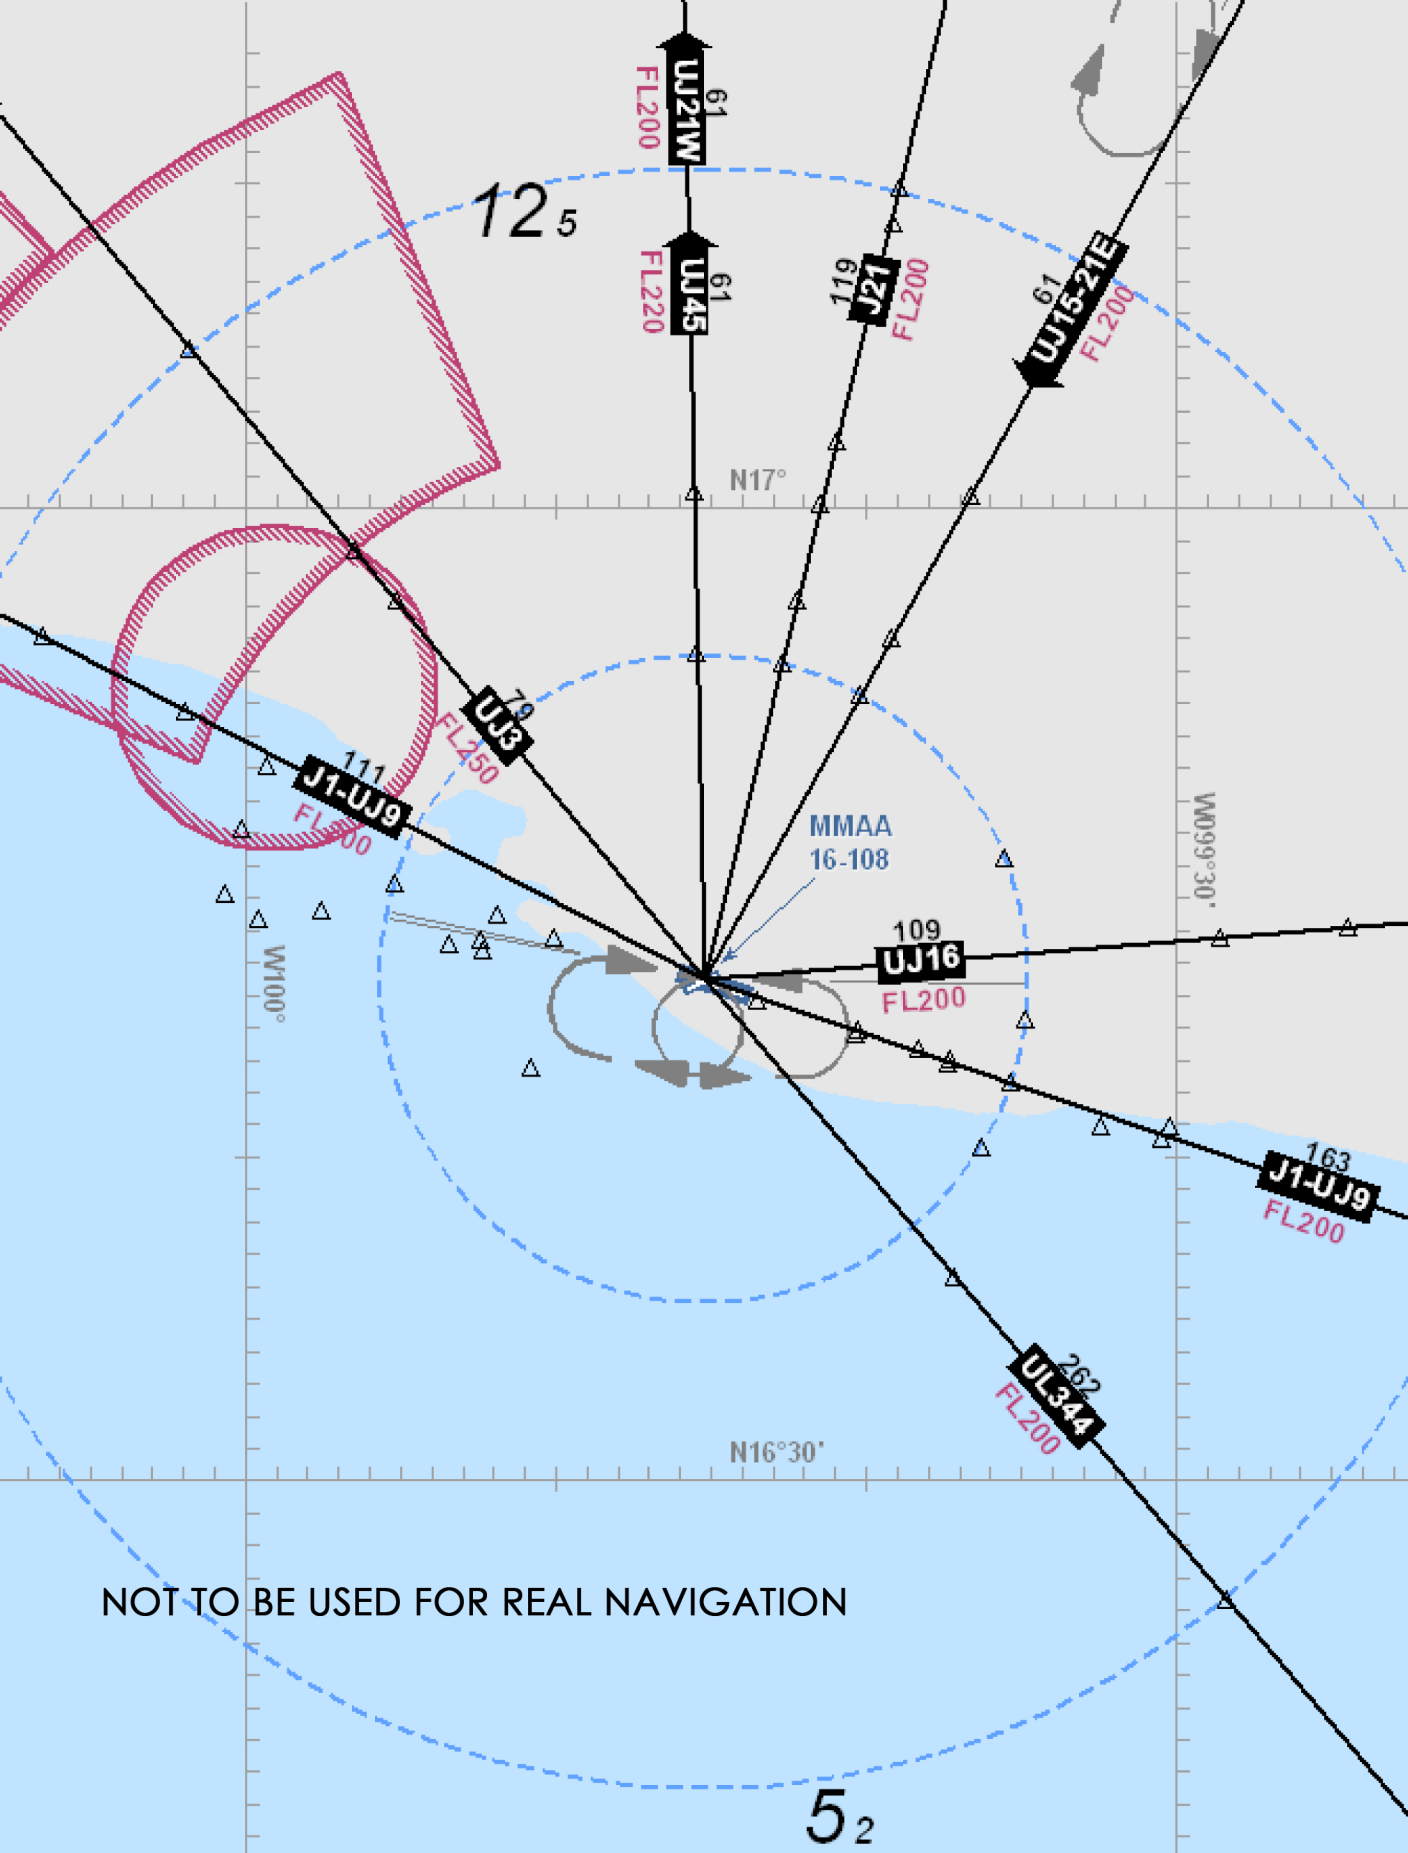 UJ21W
61
FL200
12 5
UJ45
61
FL220
119
J21
FL200
61
UJ15-21E
FL200
N17°
79
UJ3
FL250
111
J1-UJ9
MMAA
16-108
W099°30'
109
UJ16
FL200
W100°
163
J1-UJ9
FL200
262
UL344
FL200
N16°30'
NOT TO BE USED FOR REAL NAVIGATION
5 2